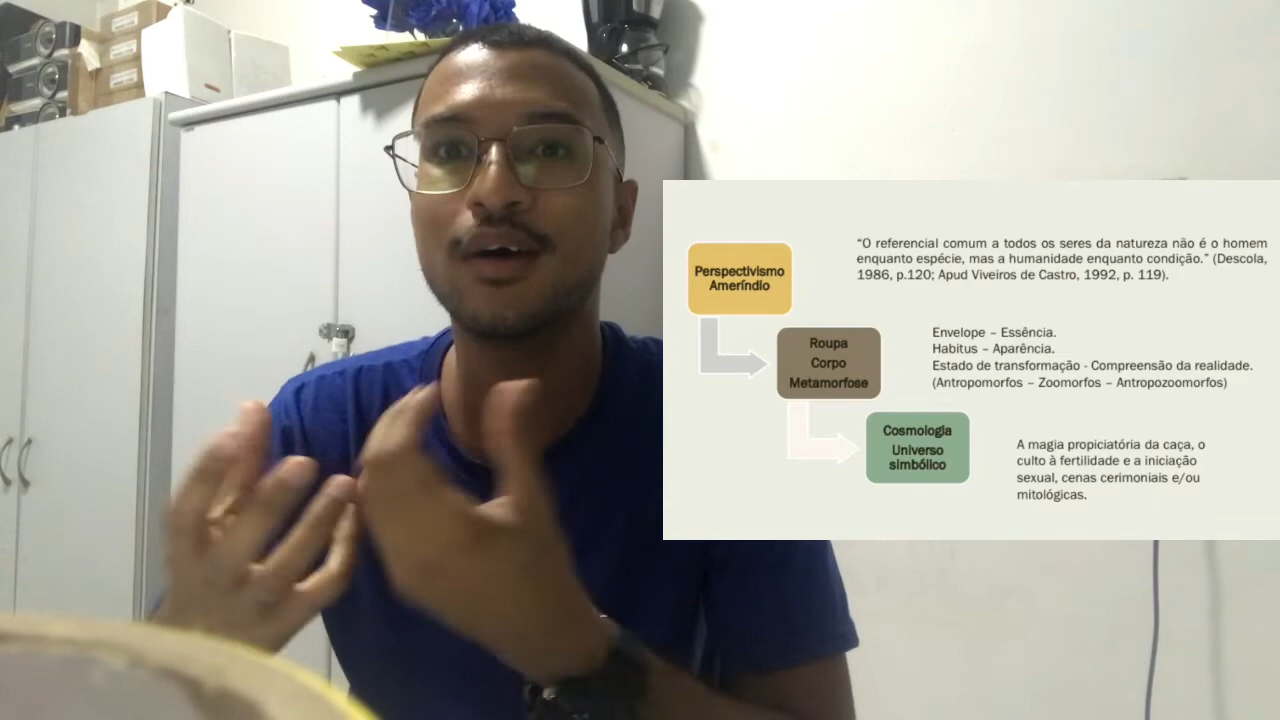 Perspectivismo
Ameríndio
“O referencial comum a todos os seres da natureza não é o homem
enquanto espécie, mas a humanidade enquanto condição.” (Descola,
1986, p.120; Apud Viveiros de Castro, 1992, p. 119).
Roupa
Corpo
Metamorfose
Envelope – Essência.
Habitus – Aparência.
Estado de transformação - Compreensão da realidade.
(Antropomorfos – Zoomorfos – Antropozoomorfos)
Cosmologia
Universo
simbólico
A magia propiciatória da caça, o
culto à fertilidade e a iniciação
sexual, cenas cerimoniais e/ou
mitológicas.